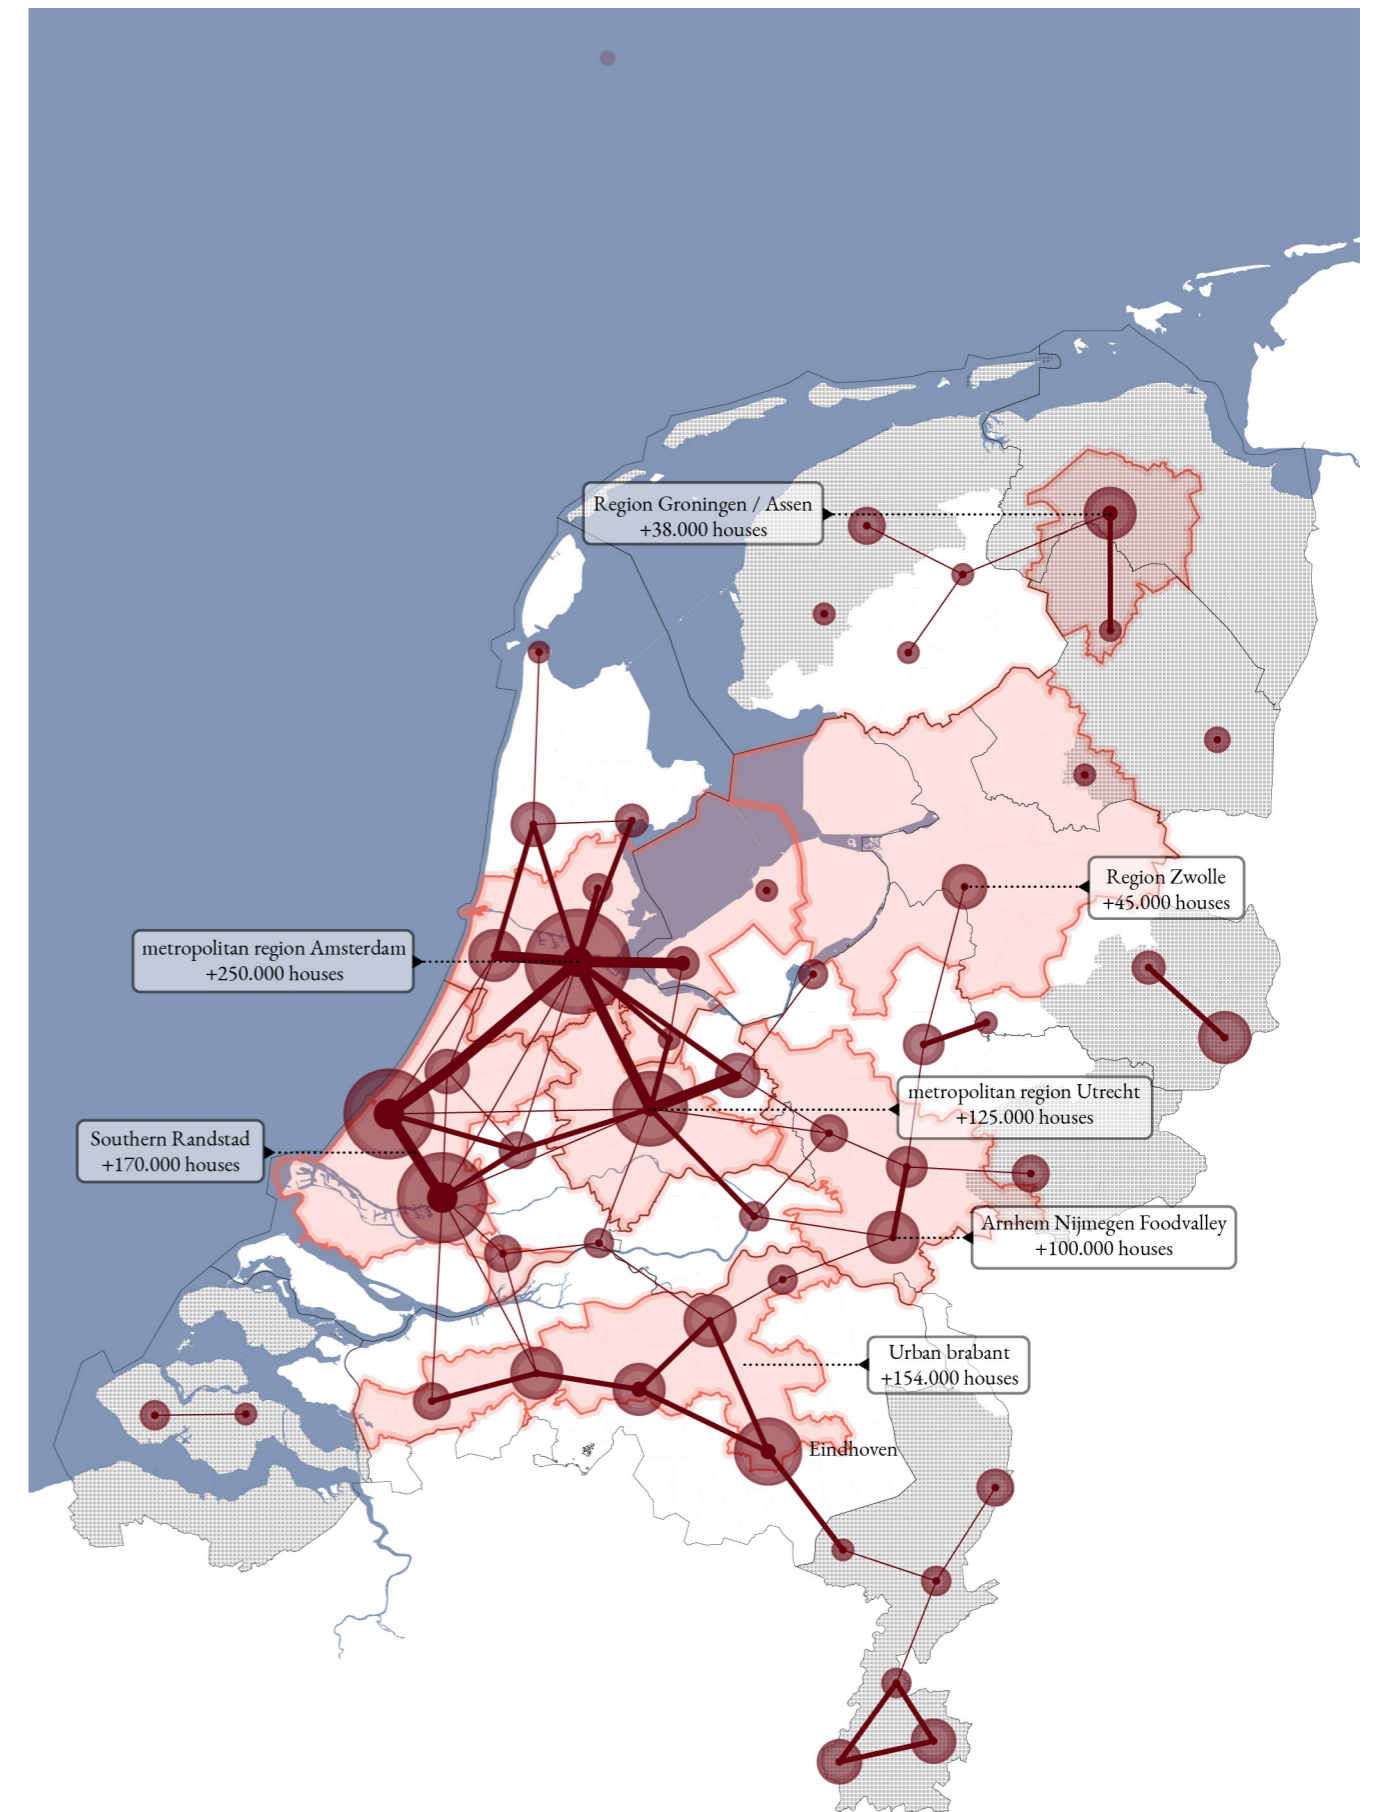 Region Groningen / Assen
+38.000 houses
Region Zwolle
+45.000 houses
metropolitan region Amsterdam
+250.000 houses
metropolitan region Utrecht
+125.000 houses
Southern Randstad
+170.000 houses
Arnhem Nijmegen Foodvalley
+100.000 houses
Urban brabant
+154.000 houses
Eindhoven